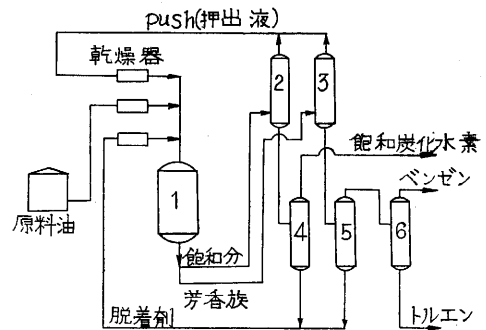 push(押出液)
乾燥器
2
3
飽和炭化水素
ベンゼン
1
原料油
飽和分
4
5
6
芳香族
脱着剤
トルエン